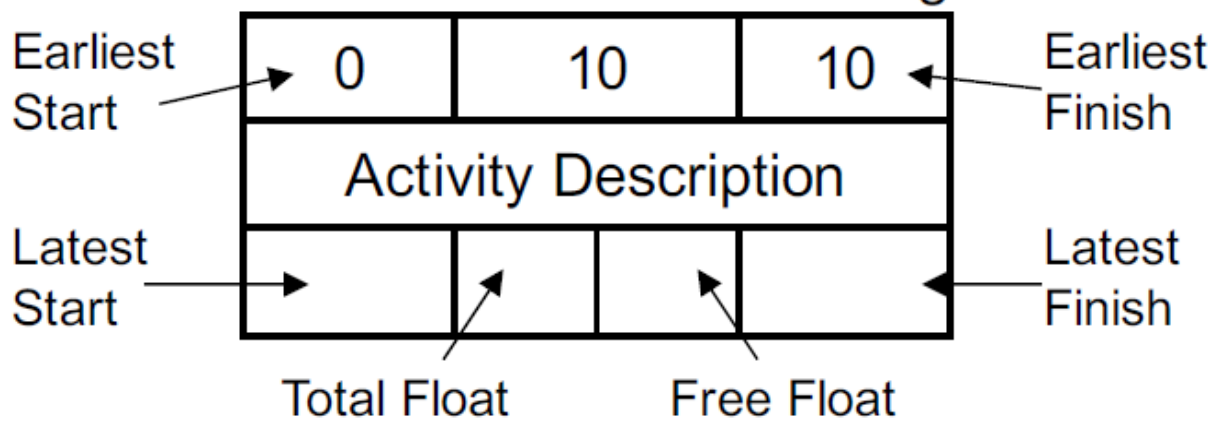 Earliest
Start
0
10
10
Earliest
Finish
Activity Description
Latest
Start
Latest
Finish
Total Float
Free Float